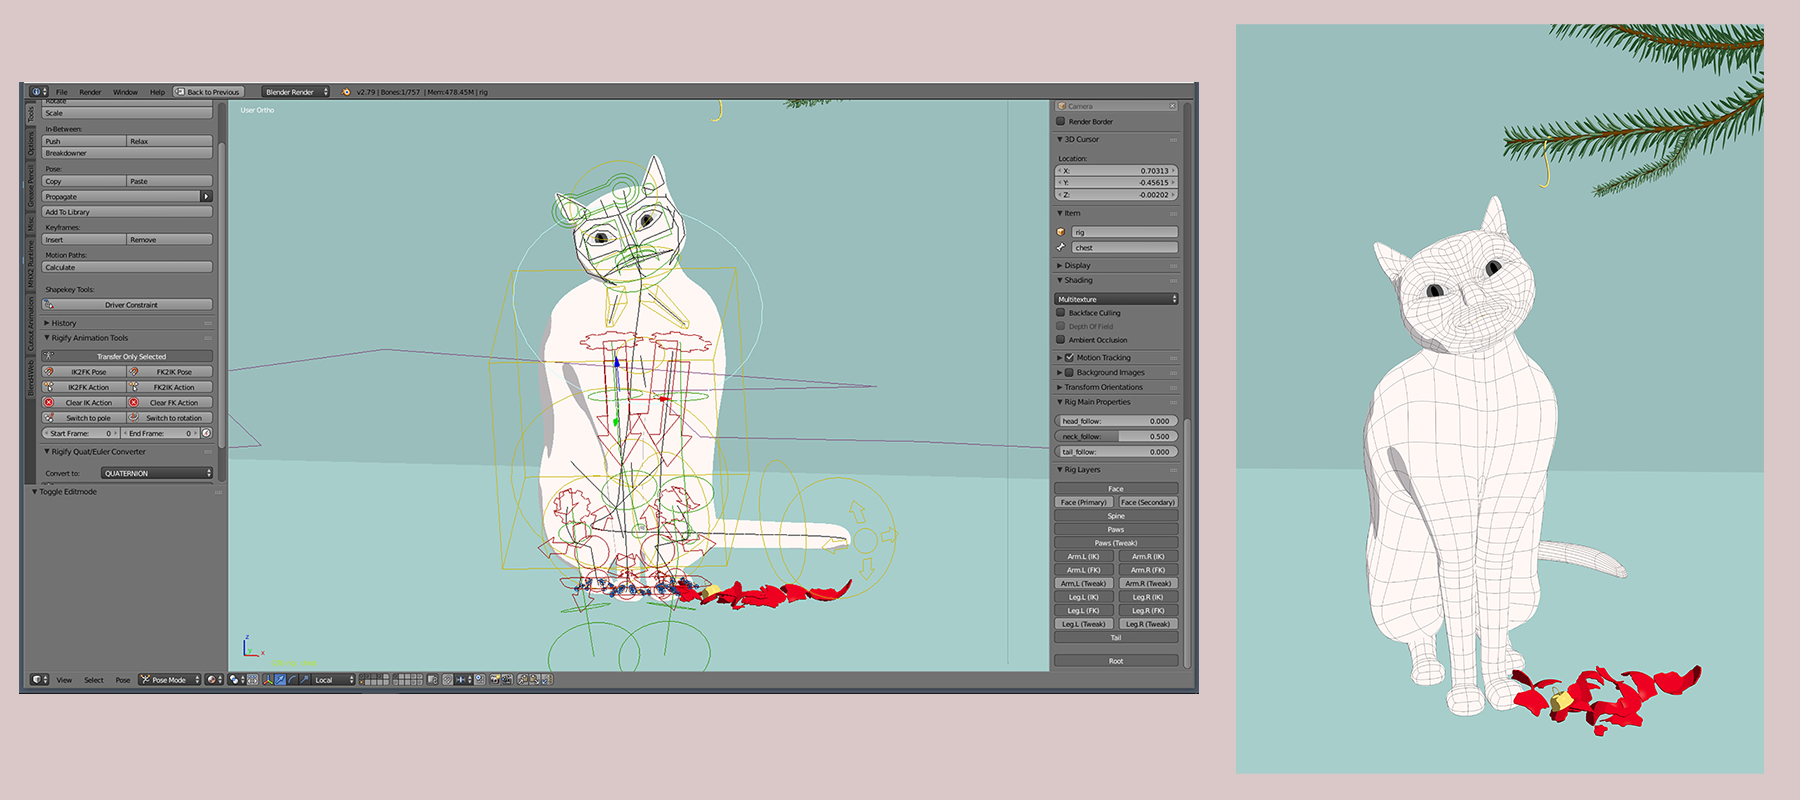 File Render Window Help Back to Previous Blender Render v2.79 | Bones:1/757 | Mem:478.45M | rig
Tools
Options
Grease Pencil
Misc
MHX2 Runtime
Cutout Animation
Blend4Web
Rotate
Scale
In-Between:
Push Relax
Breakdowner
Pose:
Copy Paste
Propagate
Add To Library
Keyframes:
Insert Remove
Motion Paths:
Calculate
Shapekey Tools:
Driver Constraint
History
Rigify Animation Tools
Transfer Only Selected
IK2FK Pose FK2IK Pose
IK2FK Action FK2IK Action
Clear IK Action Clear FK Action
Switch to pole Switch to rotation
Start Frame: 0 End Frame: 0
Rigify Quat/Euler Converter
Convert to: QUATERNION
Toggle Editmode
User Ortho
z
x
Camera
Render Border
3D Cursor
Location:
X: 0.70313
Y: -0.45615
Z: -0.00202
Item
rig
chest
Display
Shading
Multitexture
Backface Culling
Depth Of Field
Ambient Occlusion
Motion Tracking
Background Images
Transform Orientations
Rig Main Properties
head_follow: 0.000
neck_follow: 0.500
tail_follow: 0.000
Rig Layers
Face
Face (Primary) Face (Secondary)
Spine
Paws
Paws (Tweak)
Arm.L (IK) Arm.R (IK)
Arm.L (FK) Arm.R (FK)
Arm.L (Tweak) Arm.R (Tweak)
Leg.L (IK) Leg.R (IK)
Leg.L (FK) Leg.R (FK)
Leg.L (Tweak) Leg.R (Tweak)
Tail
Root
View Select Pose Pose Mode Local